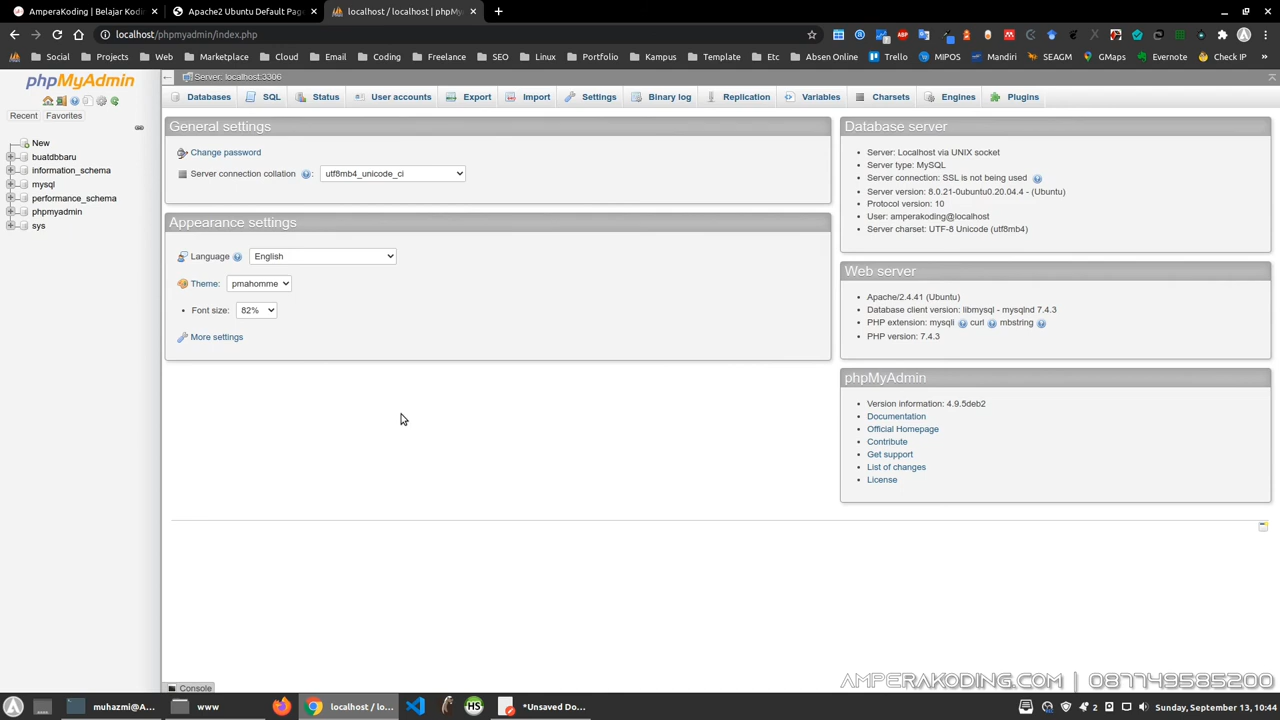 AmperaKoding | Belajar Kodin
Apache2 Ubuntu Default Pag
localhost / localhost | phpMy
localhost/phpmyadmin/index.php
Social
Projects
Web
Marketplace
Cloud
Email
Coding
Freelance
SEO
Linux
Portfolio
Kampus
Template
Etc
Absen Online
Trello
MIPOS
Mandiri
SEAGM
GMaps
Evernote
Check IP
phpMyAdmin
Recent
Favorites
New
buatdbbaru
information_schema
mysql
performance_schema
phpmyadmin
sys
Server: localhost:3306
Databases
SQL
Status
User accounts
Export
Import
Settings
Binary log
Replication
Variables
Charsets
Engines
Plugins
General settings
Change password
Server connection collation : utf8mb4_unicode_ci
Appearance settings
Language English
Theme: pmahomme
Font size: 82%
More settings
Database server
Server: Localhost via UNIX socket
Server type: MySQL
Server connection: SSL is not being used
Server version: 8.0.21-0ubuntu0.20.04.4 - (Ubuntu)
Protocol version: 10
User: amperakoding@localhost
Server charset: UTF-8 Unicode (utf8mb4)
Web server
Apache/2.4.41 (Ubuntu)
Database client version: libmysql - mysqlnd 7.4.3
PHP extension: mysqli curl mbstring
PHP version: 7.4.3
phpMyAdmin
Version information: 4.9.5deb2
Documentation
Official Homepage
Contribute
Get support
List of changes
License
Console
AMPERAKODING.COM | 087749585200
muhazmi@A...
www
localhost / lo...
*Unsaved Do...
2
Sunday, September 13, 10:44